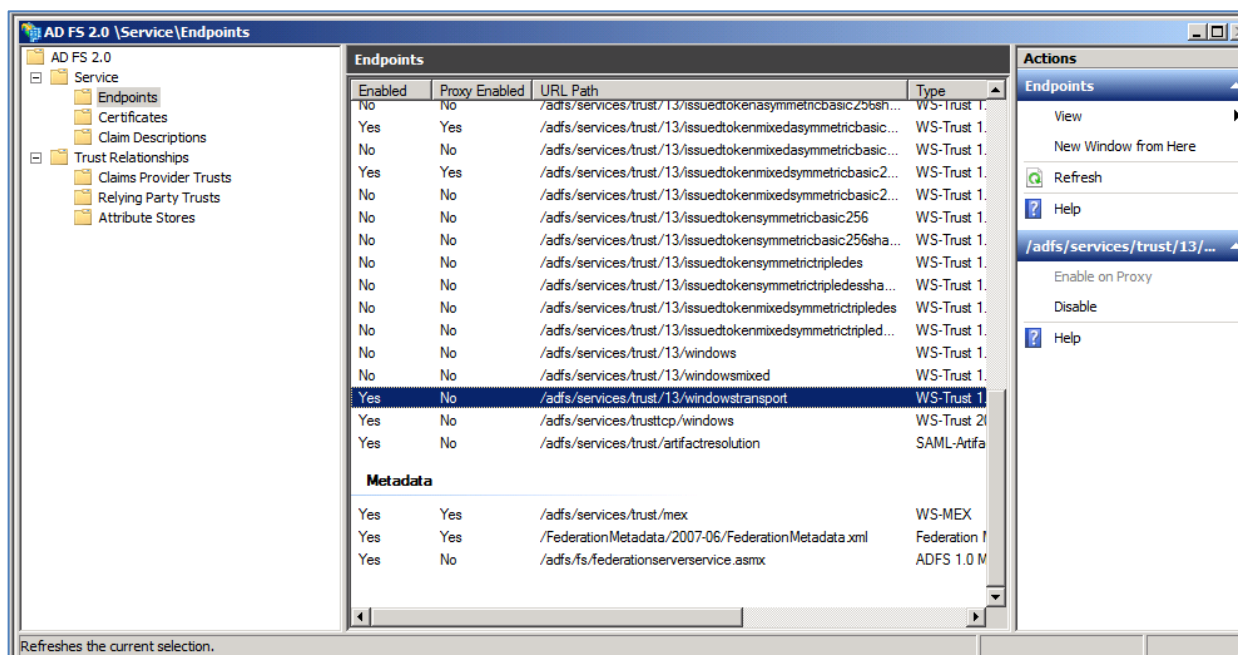 AD FS 2.0 \Service\Endpoints
AD FS 2.0
Service
Endpoints
Certificates
Claim Descriptions
Trust Relationships
Claims Provider Trusts
Relying Party Trusts
Attribute Stores
Endpoints
Enabled Proxy Enabled URL Path Type
No No /adfs/services/trust/13/issuedtokenasymmetricbasic256sh... WS-Trust 1.
Yes Yes /adfs/services/trust/13/issuedtokenmixedasymmetricbasic... WS-Trust 1.
No No /adfs/services/trust/13/issuedtokenmixedasymmetricbasic... WS-Trust 1.
Yes Yes /adfs/services/trust/13/issuedtokenmixedsymmetricbasic2... WS-Trust 1.
No No /adfs/services/trust/13/issuedtokenmixedsymmetricbasic2... WS-Trust 1.
No No /adfs/services/trust/13/issuedtokensymmetricbasic256 WS-Trust 1.
No No /adfs/services/trust/13/issuedtokensymmetricbasic256sha... WS-Trust 1.
No No /adfs/services/trust/13/issuedtokensymmetrictripledes WS-Trust 1.
No No /adfs/services/trust/13/issuedtokensymmetrictripledessha... WS-Trust 1.
No No /adfs/services/trust/13/issuedtokenmixedsymmetrictripledes WS-Trust 1.
No No /adfs/services/trust/13/issuedtokenmixedsymmetrictripled... WS-Trust 1.
No No /adfs/services/trust/13/windows WS-Trust 1.
No No /adfs/services/trust/13/windowsmixed WS-Trust 1.
Yes No /adfs/services/trust/13/windowstransport WS-Trust 1.
Yes No /adfs/services/trusttcp/windows WS-Trust 20
Yes No /adfs/services/trust/artifactresolution SAML-Artifa
Metadata
Yes Yes /adfs/services/trust/mex WS-MEX
Yes Yes /FederationMetadata/2007-06/FederationMetadata.xml Federation M
Yes No /adfs/fs/federationserverservice.asmx ADFS 1.0 M
Actions
Endpoints
View
New Window from Here
Refresh
Help
/adfs/services/trust/13/...
Enable on Proxy
Disable
Help
Refreshes the current selection.